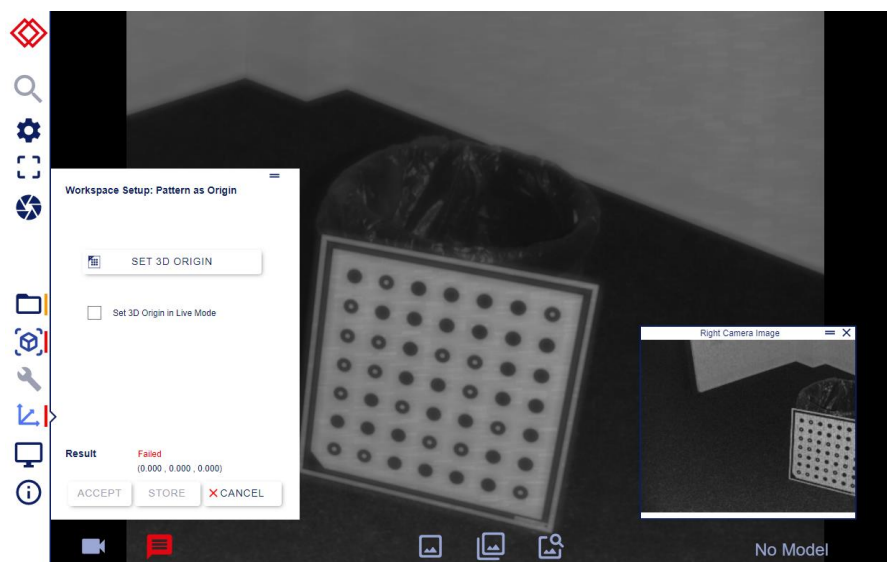 Workspace Setup: Pattern as Origin
SET 3D ORIGIN
Set 3D Origin in Live Mode
Right Camera Image
Result
Failed
(0.000 , 0.000 , 0.000)
ACCEPT
STORE
CANCEL
No Model